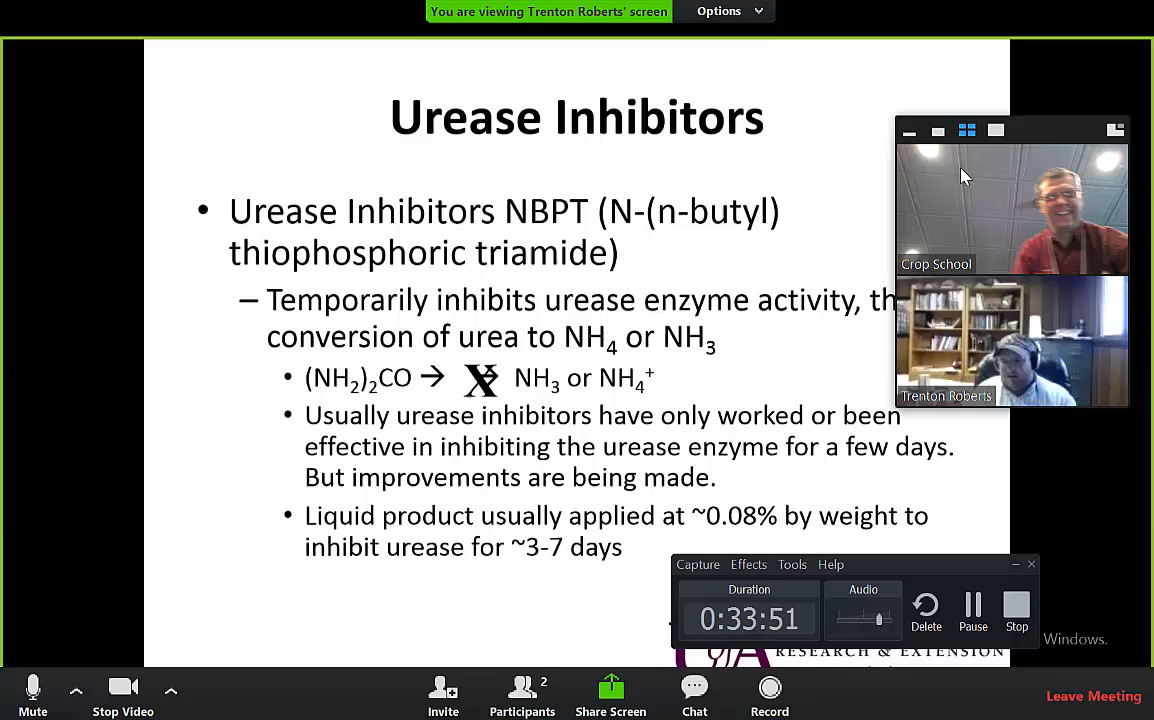 You are viewing Trenton Roberts' screen
Options
Urease Inhibitors
• Urease Inhibitors NBPT (N-(n-butyl)
thiophosphoric triamide)
– Temporarily inhibits urease enzyme activity, th
conversion of urea to NH₄ or NH₃
• (NH₂)₂CO → X NH₃ or NH₄⁺
• Usually urease inhibitors have only worked or been
effective in inhibiting the urease enzyme for a few days.
But improvements are being made.
• Liquid product usually applied at ~0.08% by weight to
inhibit urease for ~3-7 days
Crop School
Trenton Roberts
Capture Effects Tools Help
Duration
Audio
0:33:51
Delete
Pause
Stop
Windows.
RESEARCH & EXTENSION
Mute
Stop Video
Invite
2
Participants
Share Screen
Chat
Record
Leave Meeting